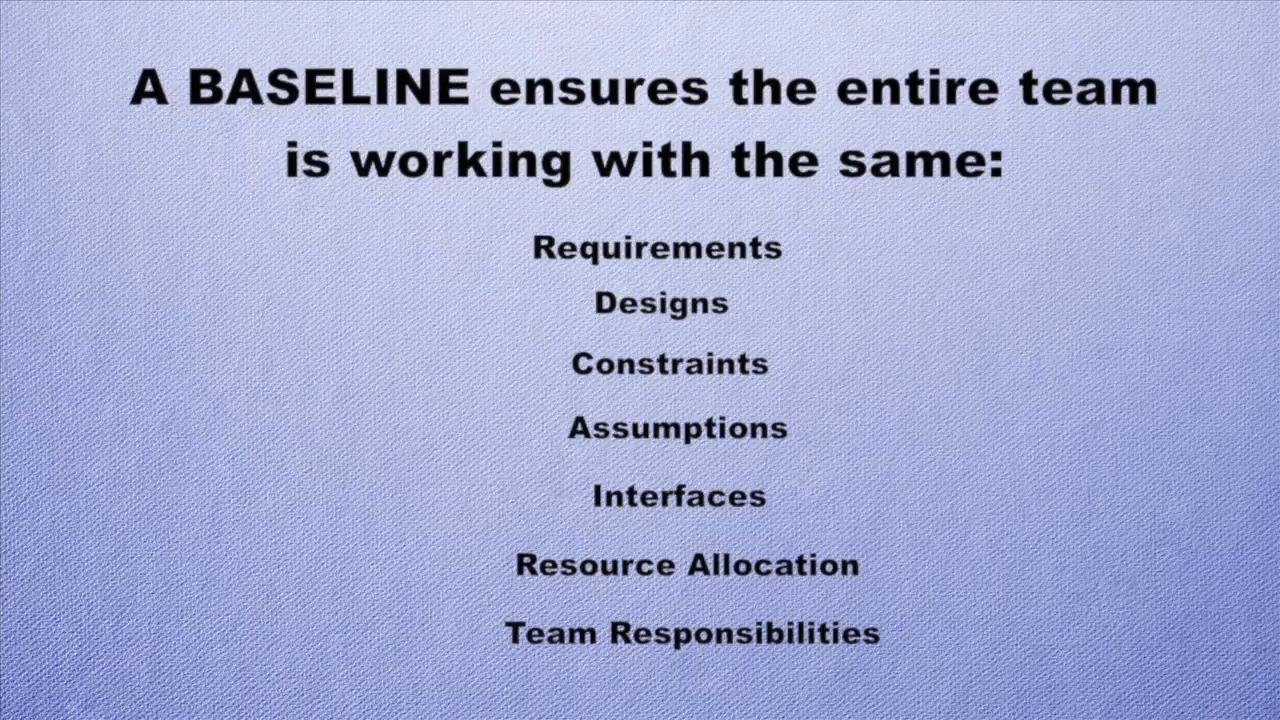 A BASELINE ensures the entire team
is working with the same:
Requirements
Designs
Constraints
Assumptions
Interfaces
Resource Allocation
Team Responsibilities